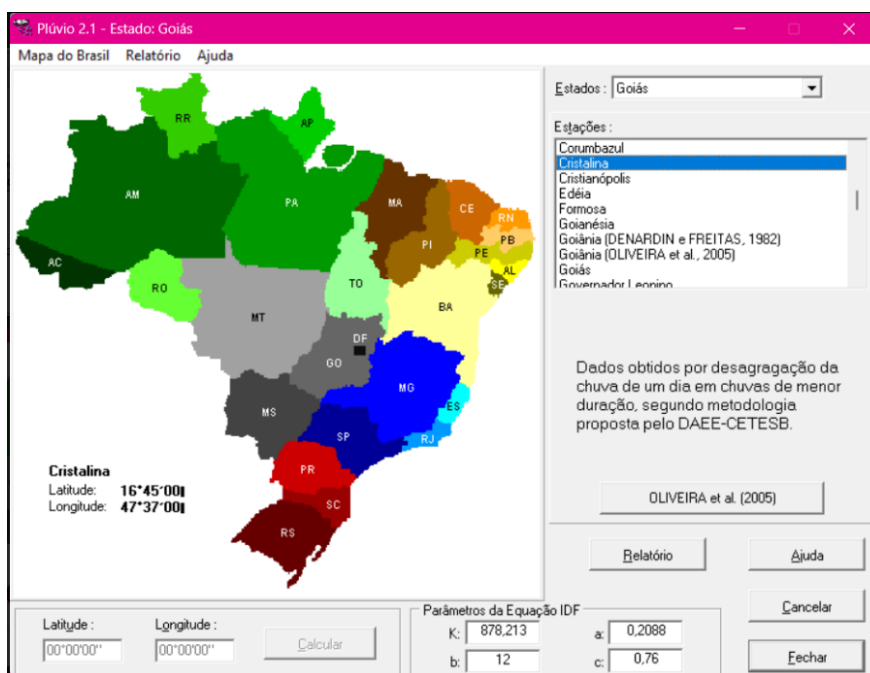 Plúvio 2.1 - Estado: Goiás
Mapa do Brasil Relatório Ajuda
RR
AP
AM
PA
MA
CE
RN
PB
PI
PE
AL
SE
AC
RO
TO
BA
MT
DF
GO
MG
MS
ES
SP
RJ
PR
SC
RS
Cristalina
Latitude: 16°45'00
Longitude: 47°37'00
Estados : Goiás
Estações :
Corumbazul
Cristalina
Cristianópolis
Edéia
Formosa
Goianésia
Goiânia (DENARDIN e FREITAS, 1982)
Goiânia (OLIVEIRA et al., 2005)
Goiás
Governador Leonino
Dados obtidos por desagragação da
chuva de um dia em chuvas de menor
duração, segundo metodologia
proposta pelo DAEE-CETESB.
OLIVEIRA et al. (2005)
Relatório Ajuda
Cancelar
Fechar
Latitude : Longitude :
00°00'00'' 00°00'00'' Calcular
Parâmetros da Equação IDF
K: 878,213 a: 0,2088
b: 12 c: 0,76